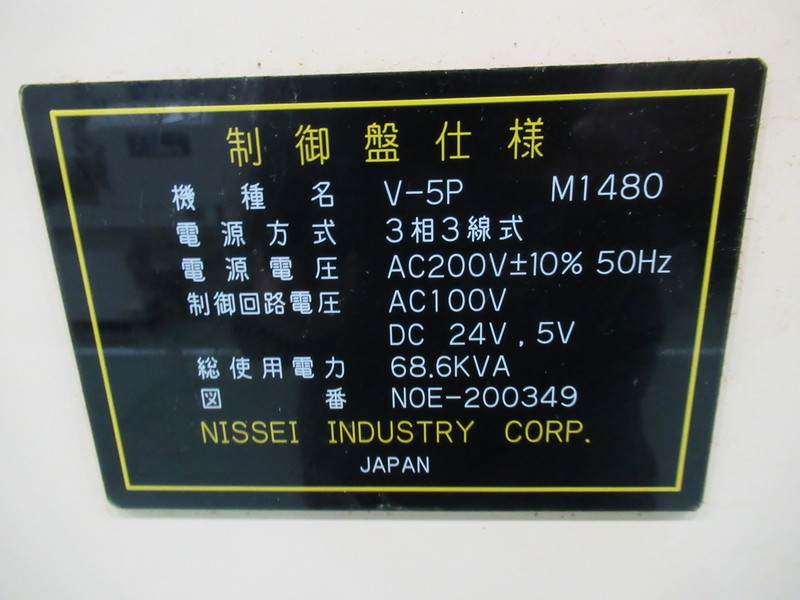 制御盤仕様
機種名 V-5P M1480
電源方式 3相3線式
電源電圧 AC200V±10% 50Hz
制御回路電圧 AC100V
DC 24V, 5V
総使用電力 68.6KVA
図番 NOE-200349
NISSEI INDUSTRY CORP.
JAPAN